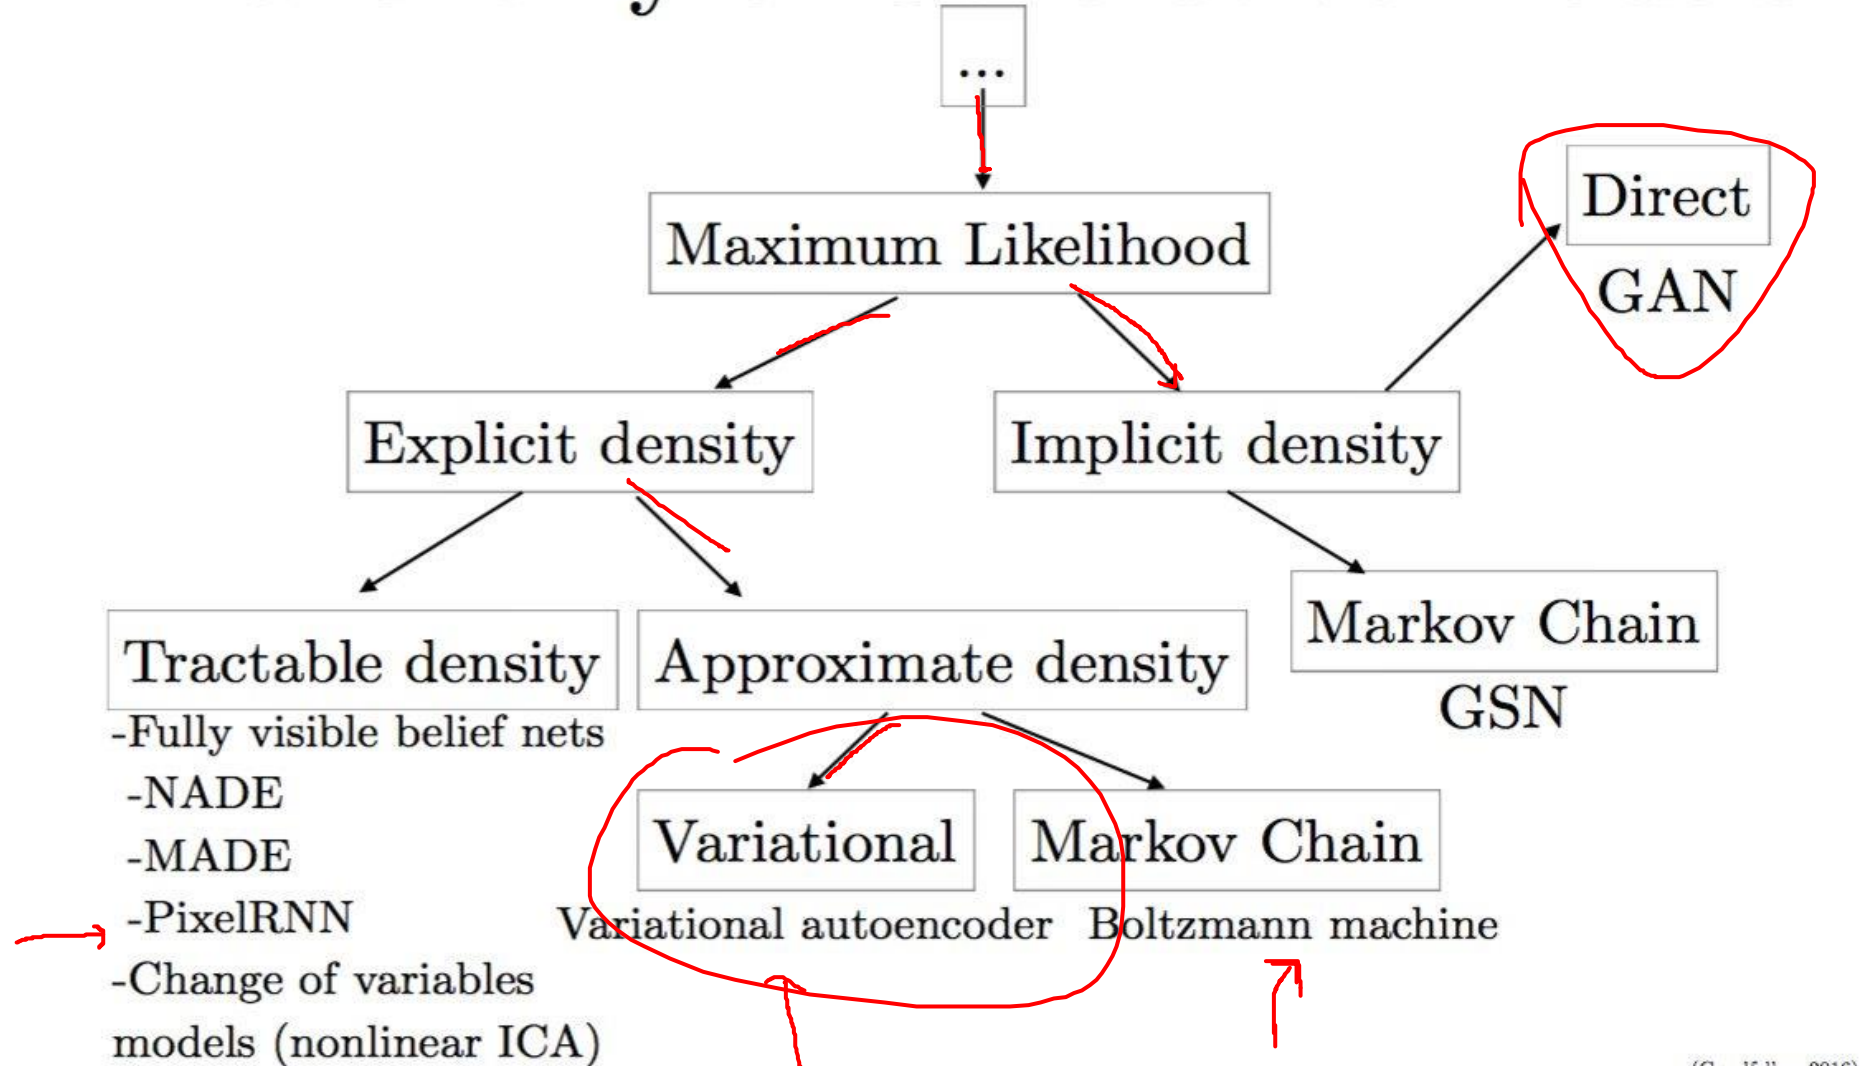 ...
Maximum Likelihood
Direct
GAN
Explicit density
Implicit density
Tractable density
Approximate density
Markov Chain
GSN
-Fully visible belief nets
-NADE
-MADE
-PixelRNN
-Change of variables
models (nonlinear ICA)
Variational
Markov Chain
Variational autoencoder
Boltzmann machine